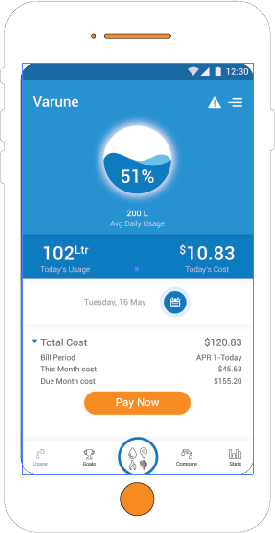 12:30
Varune
51%
200 L
Avg Daily Usage
102Ltr $10.83
Today's Usage Today's Cost
Tuesday, 16 May
Total Cost $120.83
Bill Period APR 1-Today
This Month cost $45.63
Due Month cost $155.20
Pay Now
Usage Goals Compare Stats